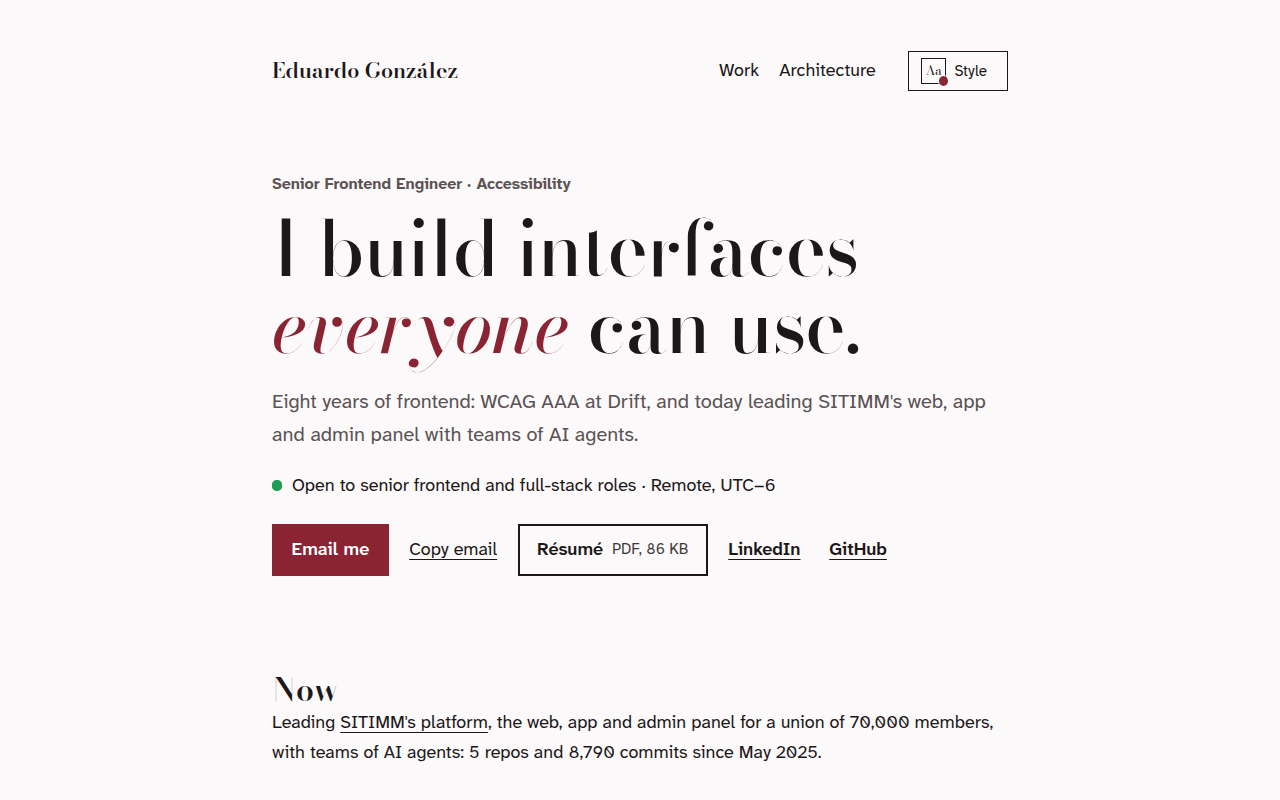 Eduardo González
Work Architecture Aa Style
Senior Frontend Engineer · Accessibility
I build interfaces
everyone can use.
Eight years of frontend: WCAG AAA at Drift, and today leading SITIMM's web, app
and admin panel with teams of AI agents.
Open to senior frontend and full-stack roles · Remote, UTC−6
Email me Copy email Résumé PDF, 86 KB LinkedIn GitHub
Now
Leading SITIMM's platform, the web, app and admin panel for a union of 70,000 members,
with teams of AI agents: 5 repos and 8,790 commits since May 2025.